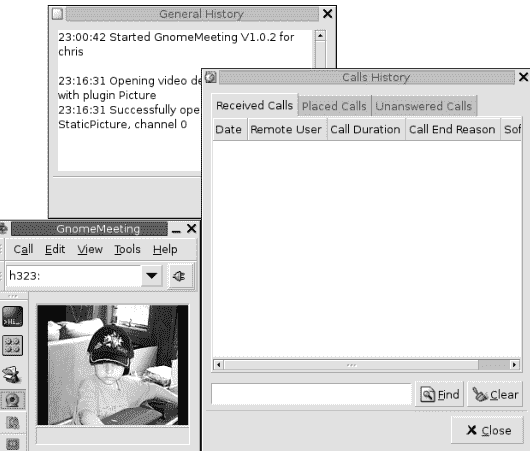 General History
23:00:42 Started GnomeMeeting V1.0.2 for
chris
23:16:31 Opening video de
with plugin Picture
23:16:31 Successfully ope
StaticPicture, channel 0
Calls History
Received Calls Placed Calls Unanswered Calls
Date Remote User Call Duration Call End Reason Sof
Find Clear
Close
GnomeMeeting
Call Edit View Tools Help
h323: